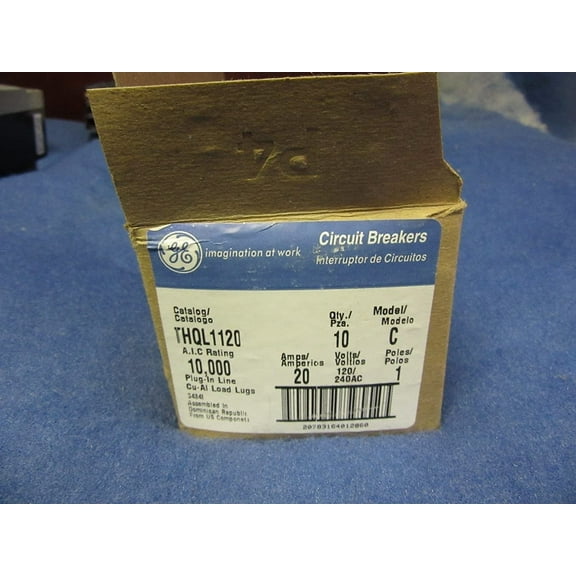 GE imagination at work
Circuit Breakers
Interruptor de Circuitos
Catalog/
Catalogo
THQL1120
A.I.C Rating
10,000
Plug-In Line
Cu-Al Load Lugs
Assembled In
Dominican Republic
From US Components
Qty./
Pza.
10
Model/
Modelo
C
Amps/
Amperios
20
Volts/
Voltios
120/
240AC
Poles/
Polos
1
20783164012060